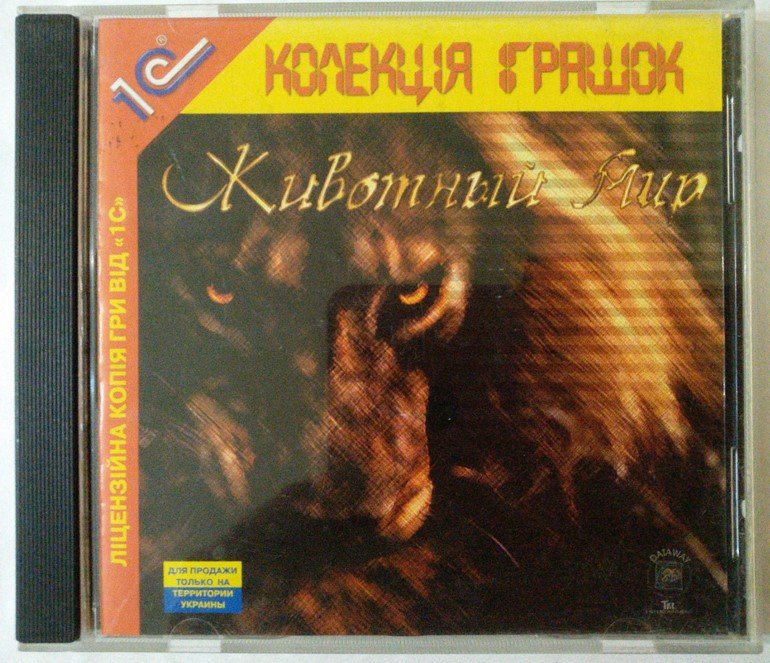 1С®
КОЛЕКЦІЯ ІГРАШОК
Животный Мир
ЛІЦЕНЗІЙНА КОПІЯ ГРИ ВІД «1С»
ДЛЯ ПРОДАЖИ
ТОЛЬКО НА
ТЕРРИТОРИИ
УКРАИНЫ
DATAWAY